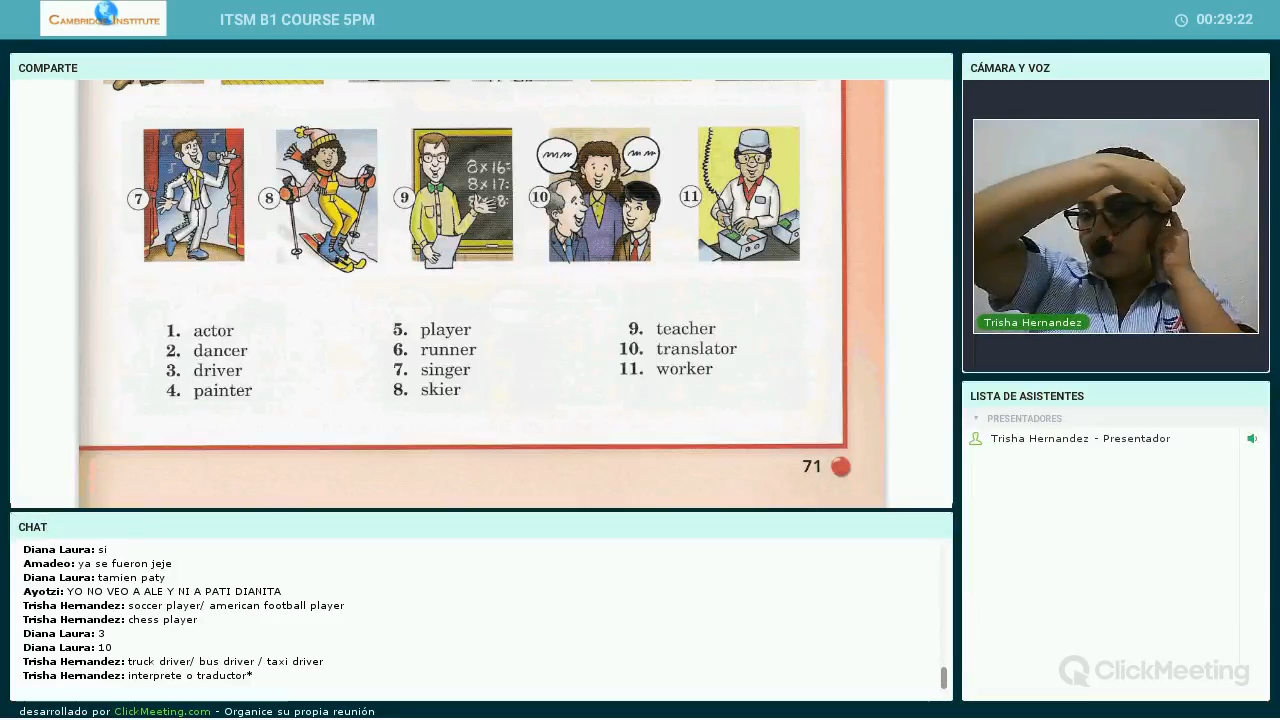 CAMBRIDGE INSTITUTE
ITSM B1 COURSE 5PM
00:29:22
COMPARTE
CÁMARA Y VOZ
8x16=
8x17=
7
8
9
10
11
Trisha Hernandez
1. actor
2. dancer
3. driver
4. painter
5. player
6. runner
7. singer
8. skier
9. teacher
10. translator
11. worker
71
LISTA DE ASISTENTES
PRESENTADORES
Trisha Hernandez - Presentador
CHAT
Diana Laura: si
Amadeo: ya se fueron jeje
Diana Laura: tamien paty
Ayotzi: YO NO VEO A ALE Y NI A PATI DIANITA
Trisha Hernandez: soccer player/ american football player
Trisha Hernandez: chess player
Diana Laura: 3
Diana Laura: 10
Trisha Hernandez: truck driver/ bus driver / taxi driver
Trisha Hernandez: interprete o traductor*
ClickMeeting
desarrollado por ClickMeeting.com - Organice su propia reunión